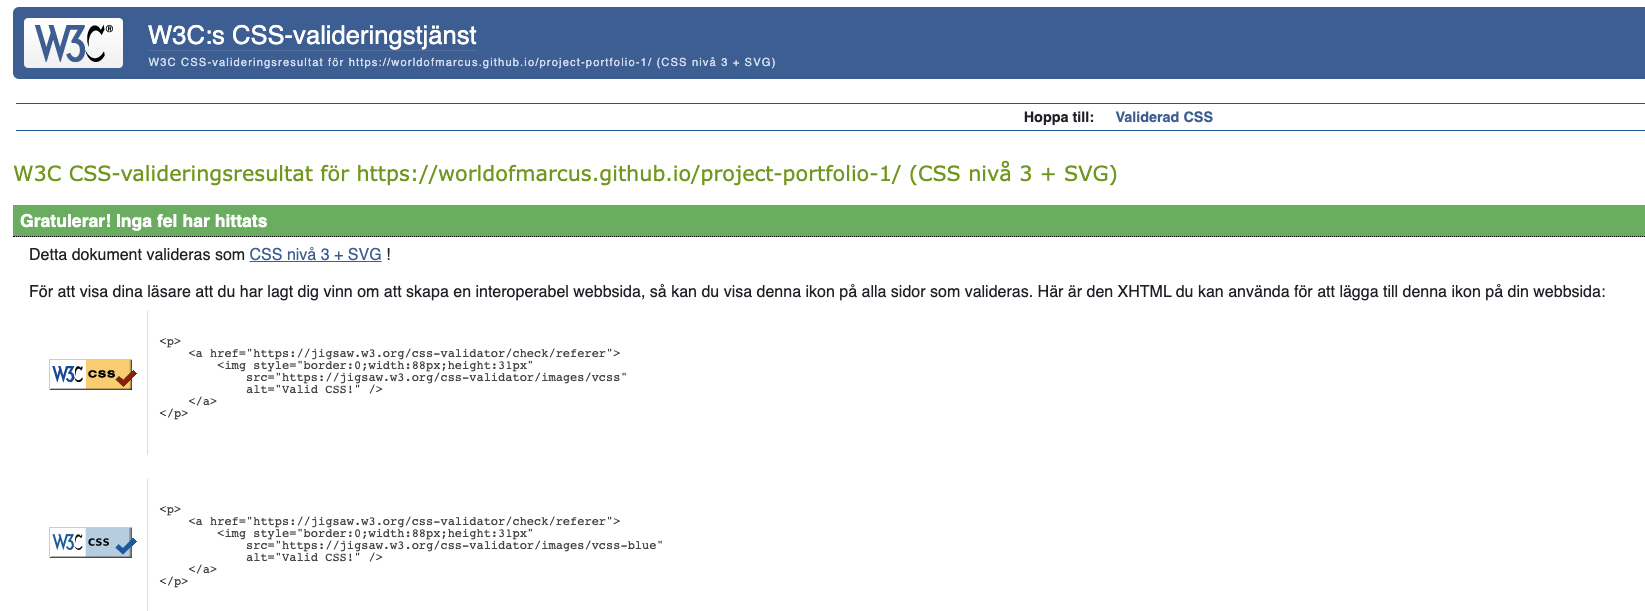 W3C® W3C:s CSS-valideringstjänst
W3C CSS-valideringsresultat för https://worldofmarcus.github.io/project-portfolio-1/ (CSS nivå 3 + SVG)
Hoppa till: Validerad CSS
W3C CSS-valideringsresultat för https://worldofmarcus.github.io/project-portfolio-1/ (CSS nivå 3 + SVG)
Gratulerar! Inga fel har hittats
Detta dokument valideras som CSS nivå 3 + SVG !
För att visa dina läsare att du har lagt dig vinn om att skapa en interoperabel webbsida, så kan du visa denna ikon på alla sidor som valideras. Här är den XHTML du kan använda för att lägga till denna ikon på din webbsida:
W3C css
<p>
<a href="https://jigsaw.w3.org/css-validator/check/referer">
<img style="border:0;width:88px;height:31px"
src="https://jigsaw.w3.org/css-validator/images/vcss"
alt="Valid CSS!" />
</a>
</p>
W3C css
<p>
<a href="https://jigsaw.w3.org/css-validator/check/referer">
<img style="border:0;width:88px;height:31px"
src="https://jigsaw.w3.org/css-validator/images/vcss-blue"
alt="Valid CSS!" />
</a>
</p>